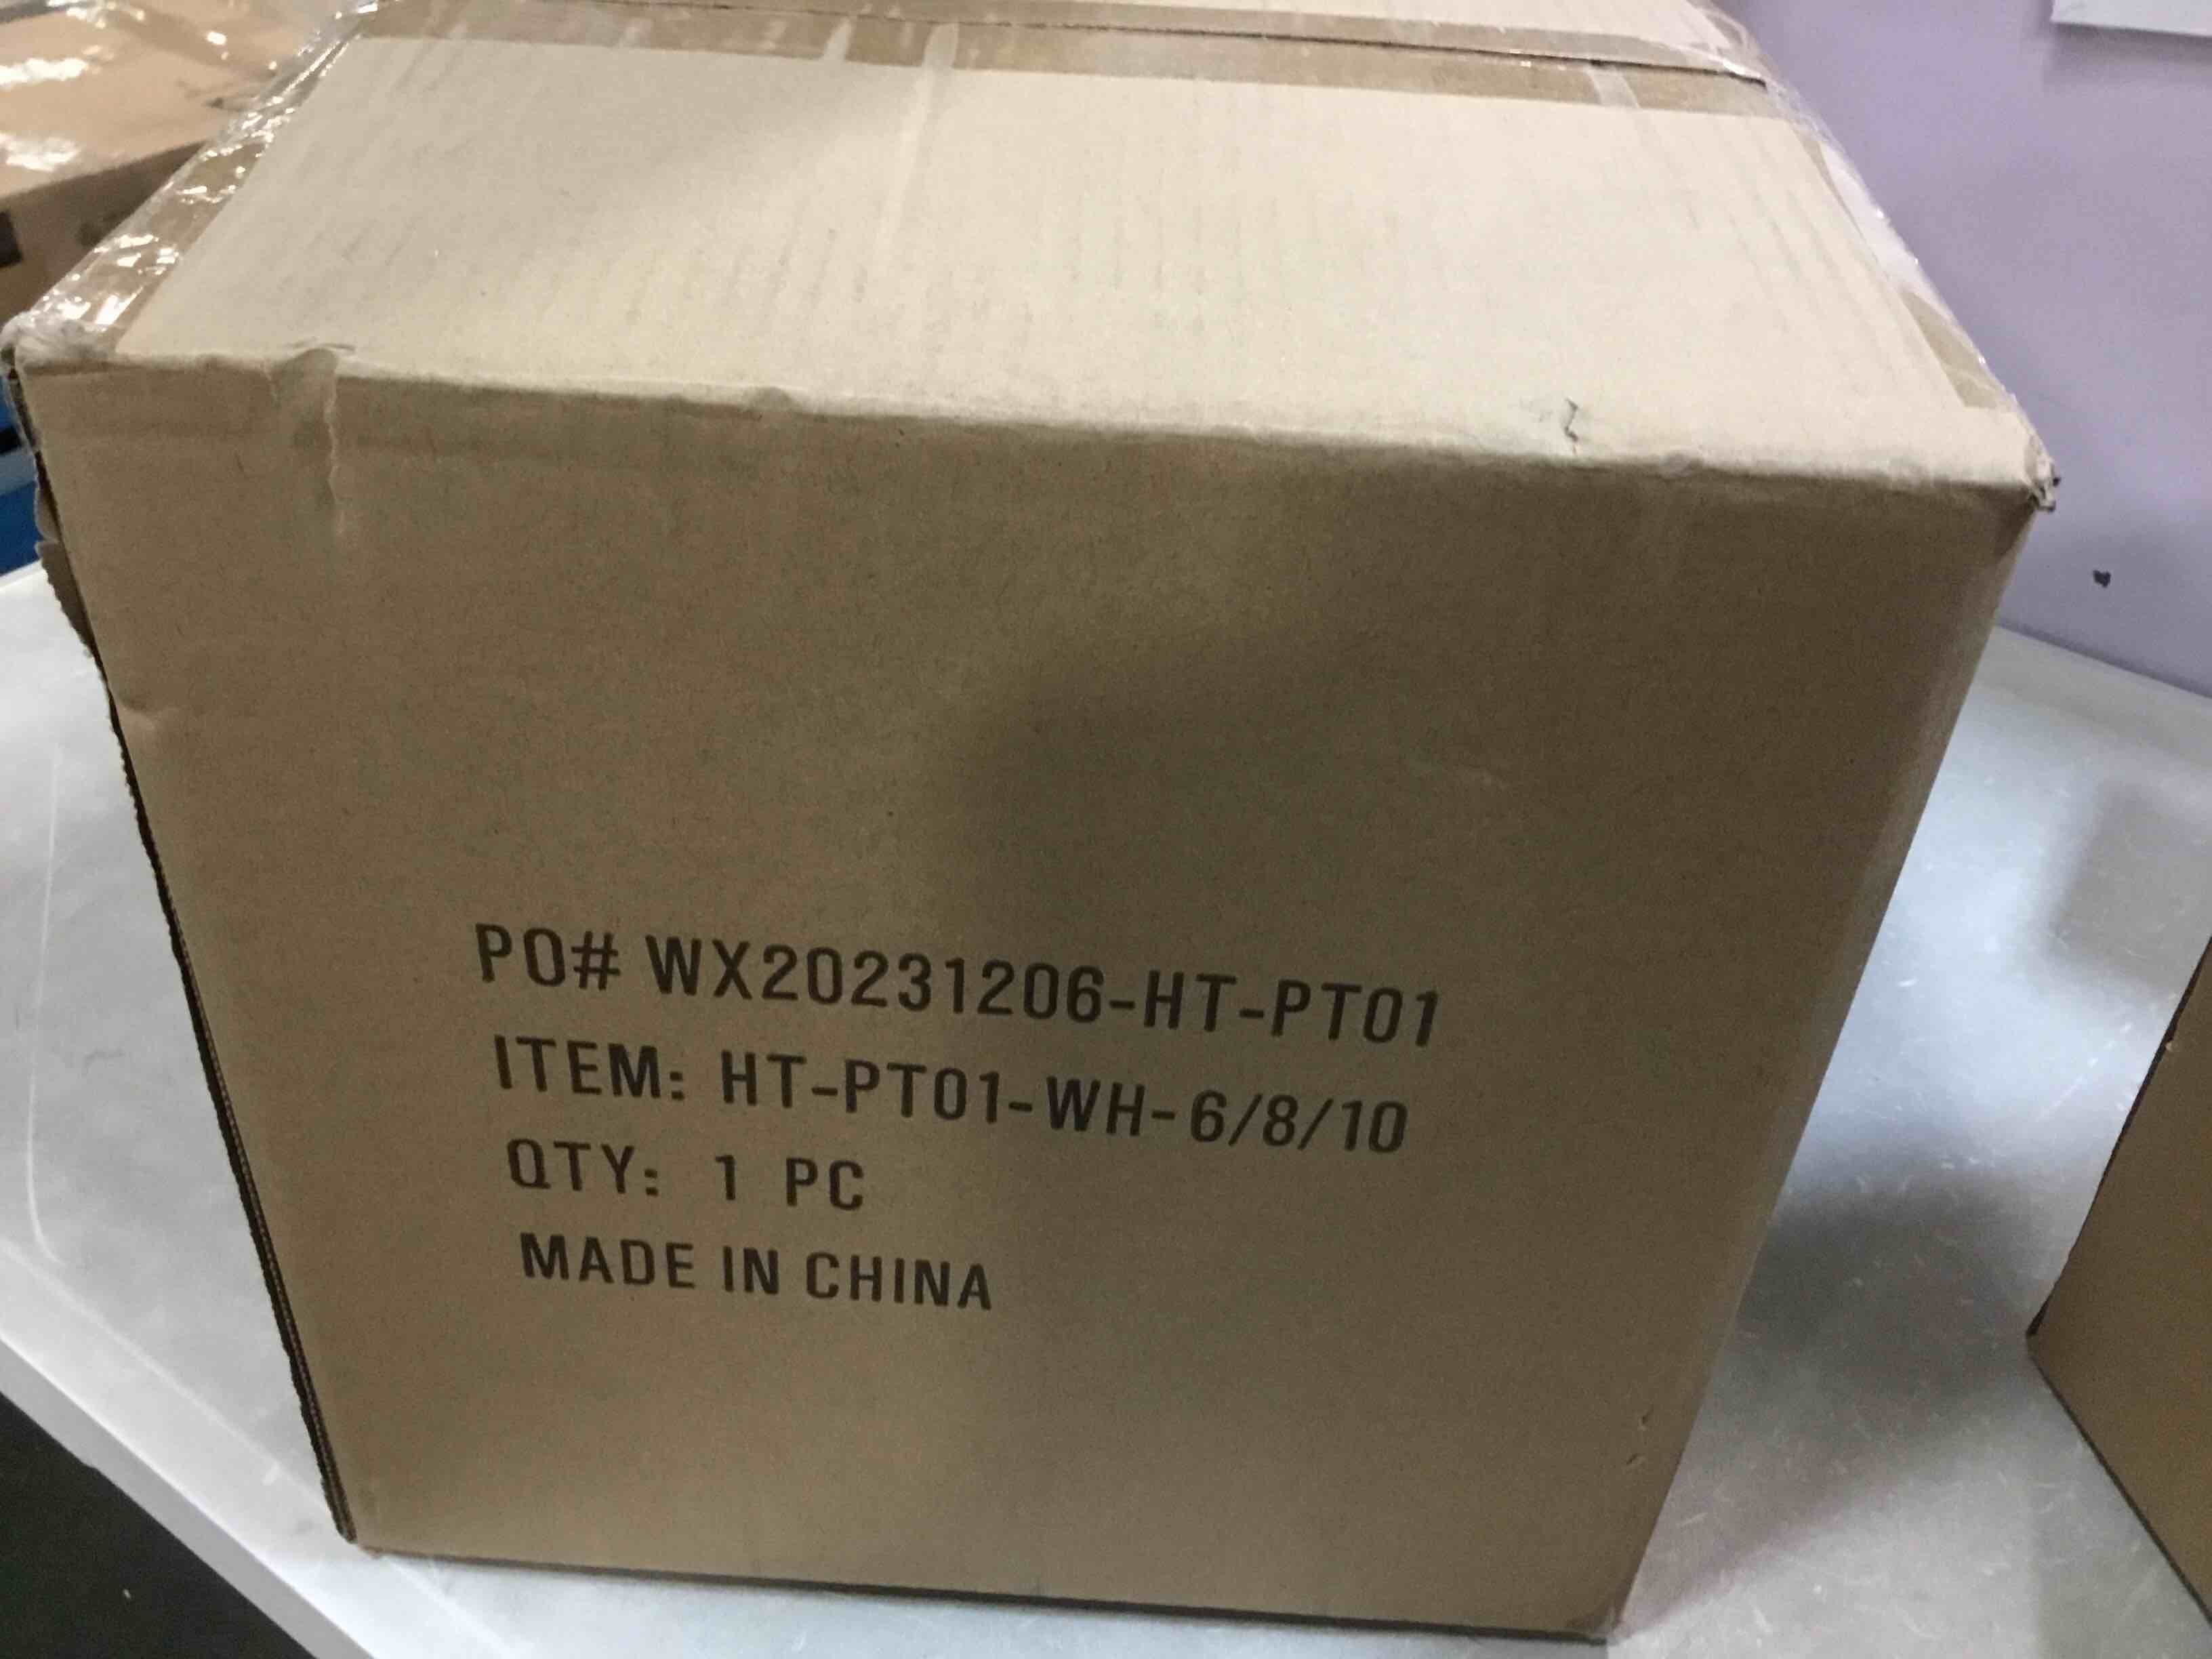 PO# WX20231206-HT-PT01
ITEM: HT-PT01-WH-6/8/10
QTY: 1 PC
MADE IN CHINA